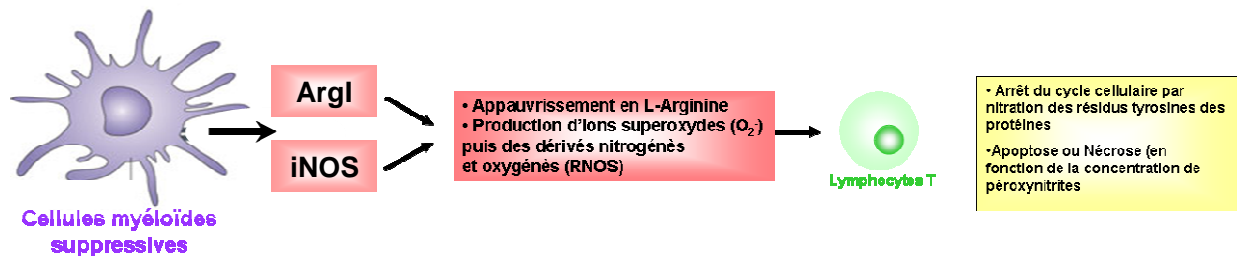 ArgI
iNOS
Cellules myéloïdes
suppressives
• Appauvrissement en L-Arginine
• Production d'ions superoxydes (O2-)
puis des dérivés nitrogénès
et oxygénès (RNOS)
Lymphocytes T
• Arrêt du cycle cellulaire par
nitration des résidus tyrosines des
protéines
•Apoptose ou Nécrose (en
fonction de la concentration de
péroxynitrites